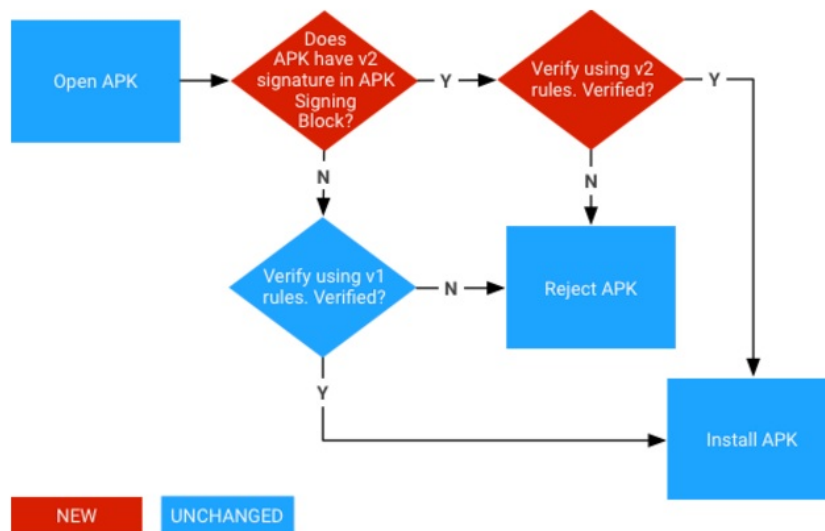 Open APK
Does
APK have v2
signature in APK
Signing
Block?
Y
Verify using v2
rules. Verified?
Y
N
N
Verify using v1
rules. Verified?
N
Reject APK
Y
Install APK
NEW
UNCHANGED